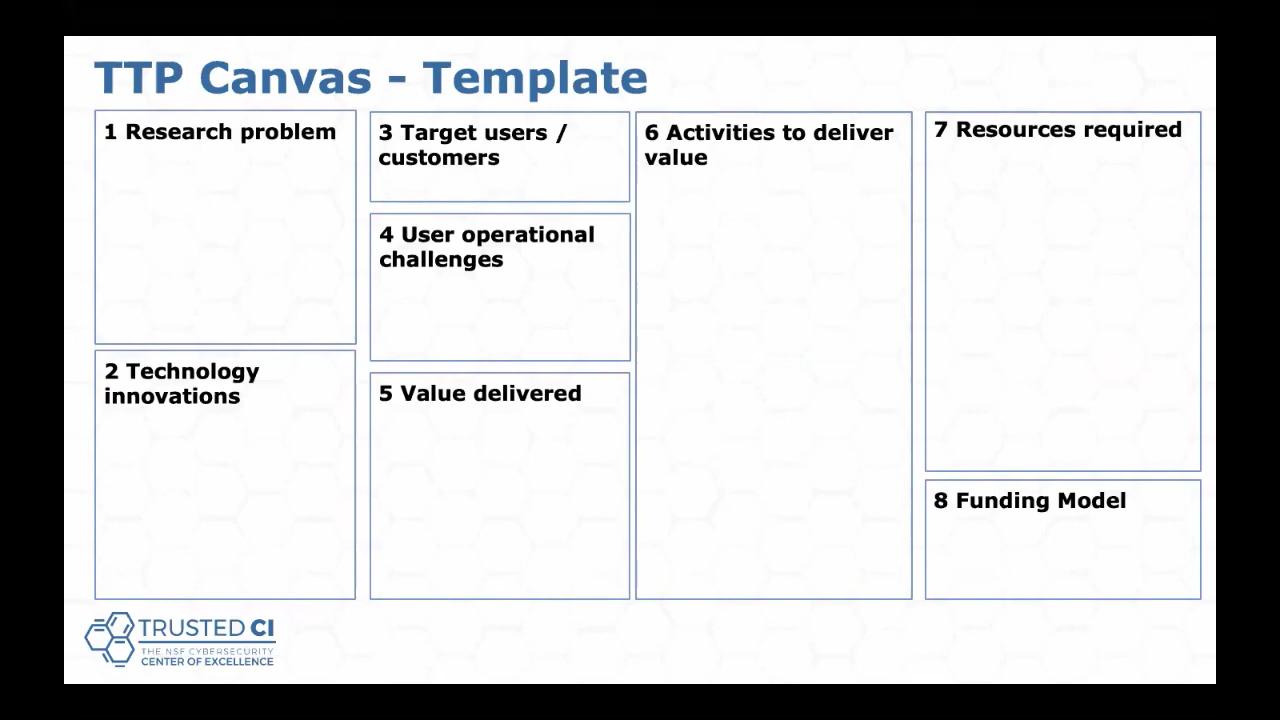 TTP Canvas – Template
1 Research problem
2 Technology
innovations
3 Target users /
customers
4 User operational
challenges
5 Value delivered
6 Activities to deliver
value
7 Resources required
8 Funding Model
TRUSTED CI
THE NSF CYBERSECURITY
CENTER OF EXCELLENCE